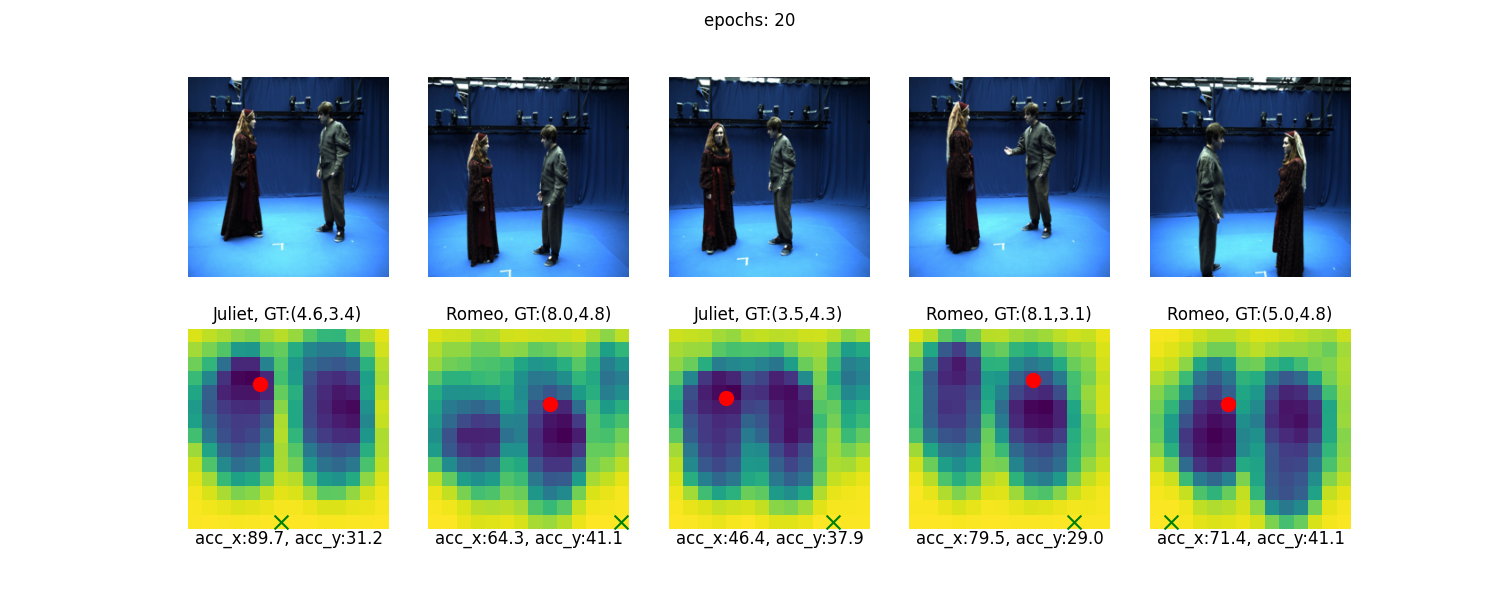 epochs: 20
Juliet, GT:(4.6,3.4)
Romeo, GT:(8.0,4.8)
Juliet, GT:(3.5,4.3)
Romeo, GT:(8.1,3.1)
Romeo, GT:(5.0,4.8)
acc_x:89.7, acc_y:31.2
acc_x:64.3, acc_y:41.1
acc_x:46.4, acc_y:37.9
acc_x:79.5, acc_y:29.0
acc_x:71.4, acc_y:41.1